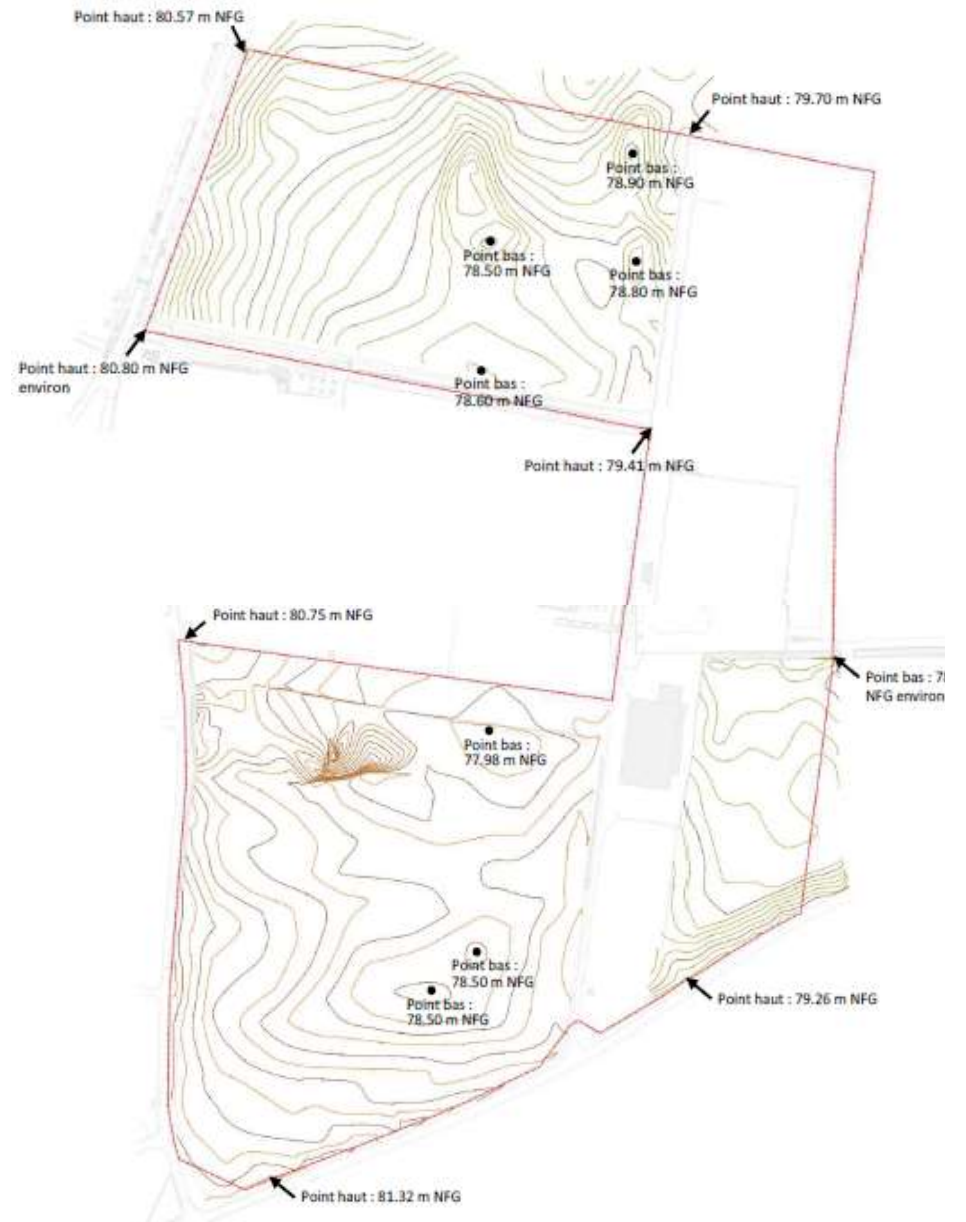 Point haut : 80.57 m NFG
Point haut : 79.70 m NFG
Point bas :
78.90 m NFG
Point bas :
78.50 m NFG
Point bas :
78.80 m NFG
Point haut : 80.80 m NFG
environ
Point bas :
78.60 m NFG
Point haut : 79.41 m NFG
Point haut : 80.75 m NFG
Point bas :
NFG environ
Point bas :
77.98 m NFG
Point bas :
78.50 m NFG
Point bas :
78.50 m NFG
Point haut : 79.26 m NFG
Point haut : 81.32 m NFG